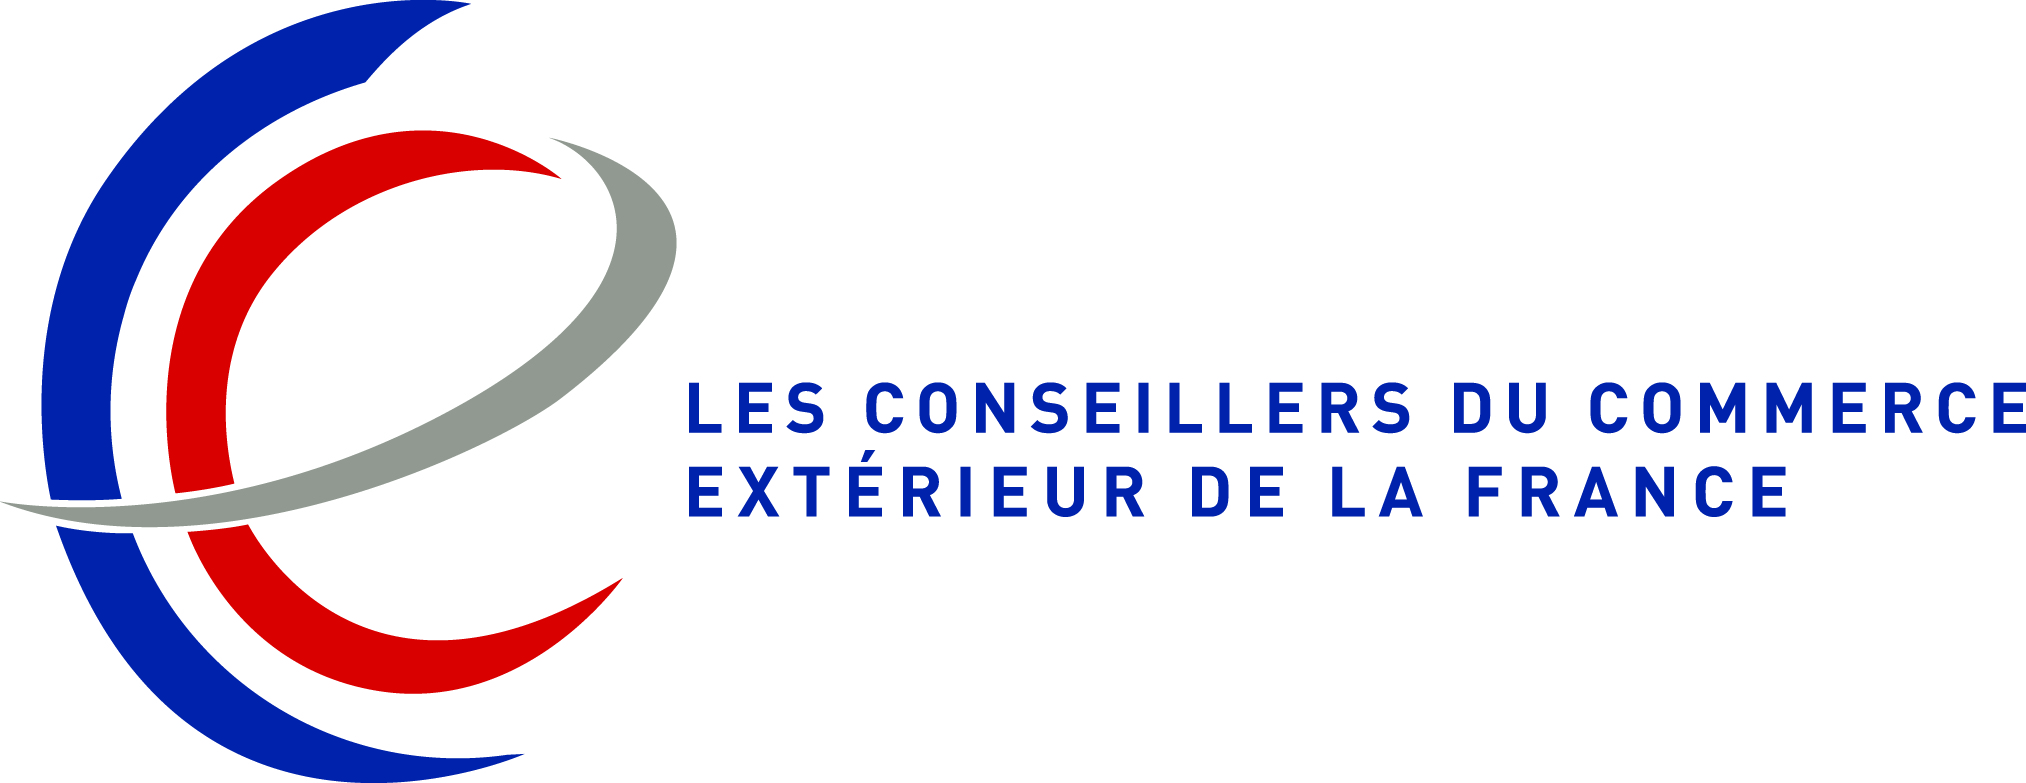 LES CONSEILLERS DU COMMERCE
EXTÉRIEUR DE LA FRANCE